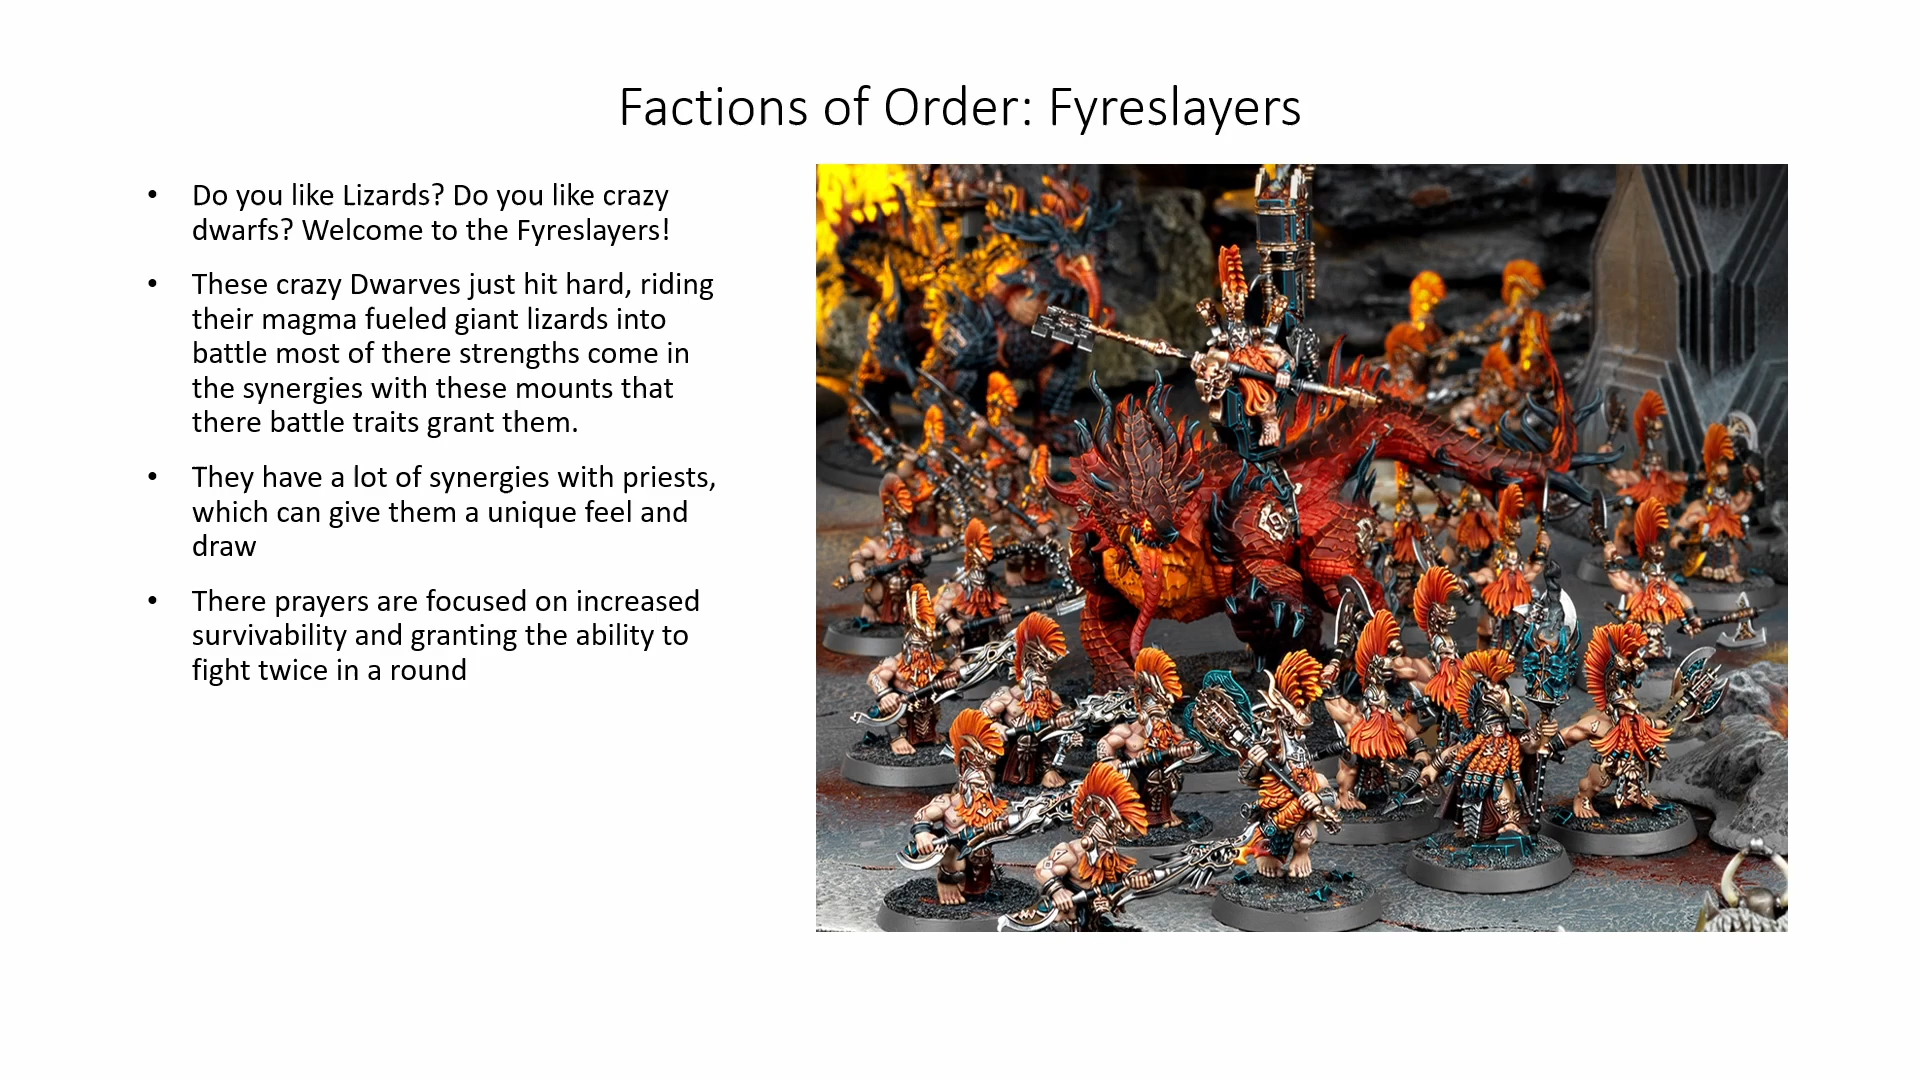 Factions of Order: Fyreslayers
• Do you like Lizards? Do you like crazy
dwarfs? Welcome to the Fyreslayers!
• These crazy Dwarves just hit hard, riding
their magma fueled giant lizards into
battle most of there strengths come in
the synergies with these mounts that
there battle traits grant them.
• They have a lot of synergies with priests,
which can give them a unique feel and
draw
• There prayers are focused on increased
survivability and granting the ability to
fight twice in a round